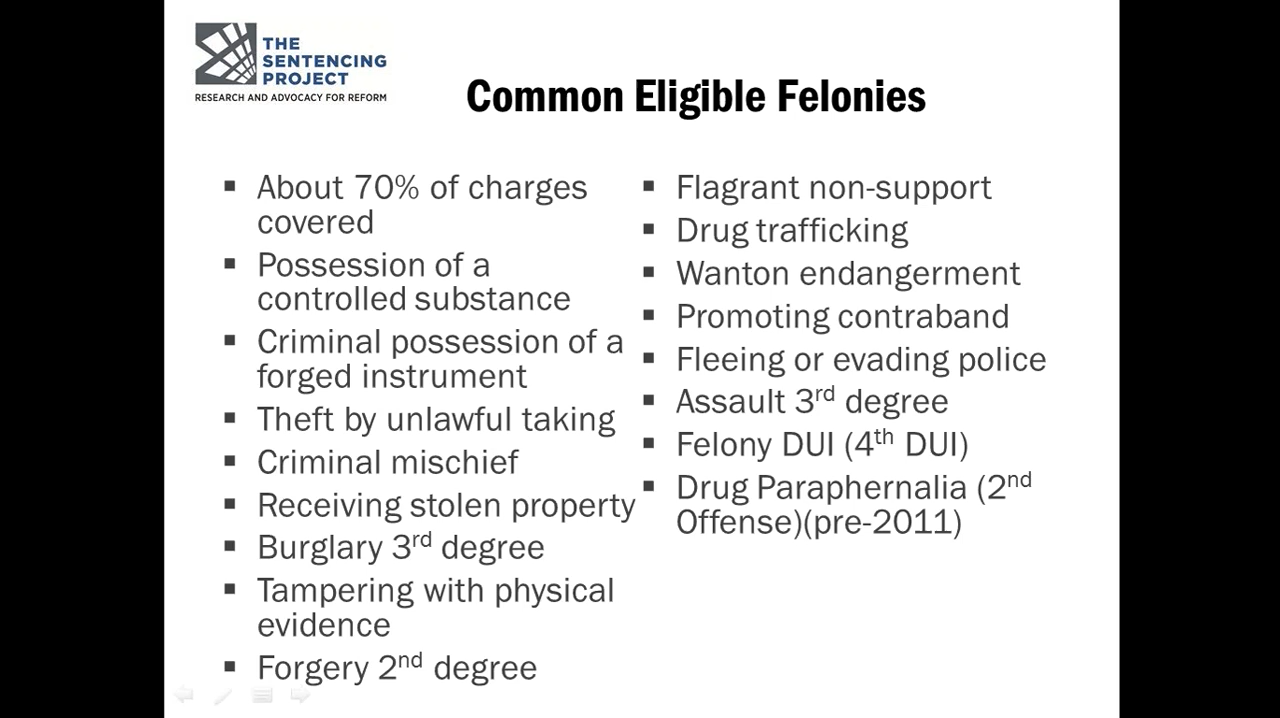 THE
SENTENCING
PROJECT
RESEARCH AND ADVOCACY FOR REFORM
Common Eligible Felonies
▪ About 70% of charges
covered
▪ Possession of a
controlled substance
▪ Criminal possession of a
forged instrument
▪ Theft by unlawful taking
▪ Criminal mischief
▪ Receiving stolen property
▪ Burglary 3rd degree
▪ Tampering with physical
evidence
▪ Forgery 2nd degree
▪ Flagrant non-support
▪ Drug trafficking
▪ Wanton endangerment
▪ Promoting contraband
▪ Fleeing or evading police
▪ Assault 3rd degree
▪ Felony DUI (4th DUI)
▪ Drug Paraphernalia (2nd
Offense)(pre-2011)